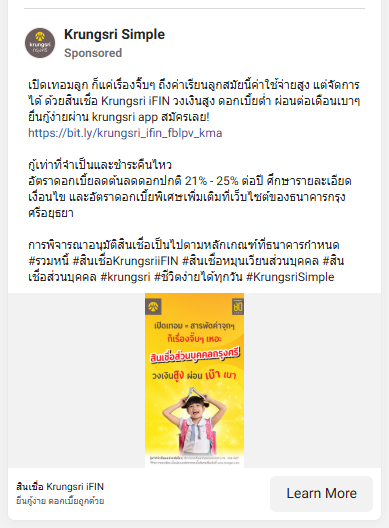 Krungsri Simple
Sponsored
krungsri
กรุงศรี
เปิดเทอมลูก ก็แค่เรื่องจิ๊บๆ ถึงค่าเรียนลูกสมัยนี้ค่าใช้จ่ายสูง แต่จัดการ
ได้ ด้วยสินเชื่อ Krungsri iFIN วงเงินสูง ดอกเบี้ยต่ำ ผ่อนต่อเดือนเบาๆ
ยื่นกู้ง่ายผ่าน krungsri app สมัครเลย!
https://bit.ly/krungsri_ifin_fblpv_kma
กู้เท่าที่จำเป็นและชำระคืนไหว
อัตราดอกเบี้ยลดต้นลดดอกปกติ 21% - 25% ต่อปี ศึกษารายละเอียด
เงื่อนไข และอัตราดอกเบี้ยพิเศษเพิ่มเติมที่เว็บไซต์ของธนาคารกรุง
ศรีอยุธยา
การพิจารณาอนุมัติสินเชื่อเป็นไปตามหลักเกณฑ์ที่ธนาคารกำหนด
#รวมหนี้ #สินเชื่อKrungsriiFIN #สินเชื่อหมุนเวียนส่วนบุคคล #สิน
เชื่อส่วนบุคคล #krungsri #ชีวิตง่ายได้ทุกวัน #KrungsriSimple
เปิดเทอม = สารพัดค่าจุกๆ
ก็เรื่องจิ๊บๆ เหอะ
สินเชื่อส่วนบุคคลกรุงศรี
วงเงินสูง ผ่อน เบ๊า เบา
สินเชื่อ Krungsri iFIN
ยื่นกู้ง่าย ดอกเบี้ยถูกด้วย
Learn More